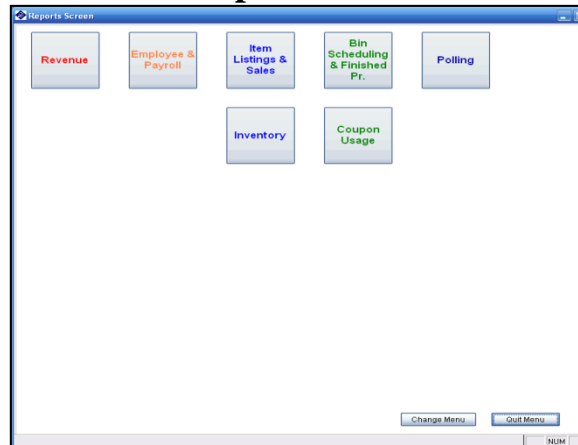 Reports Screen
Revenue
Employee &
Payroll
Item
Listings &
Sales
Bin
Scheduling
& Finished
Pr.
Polling
Inventory
Coupon
Usage
Change Menu
Quit Menu
NUM